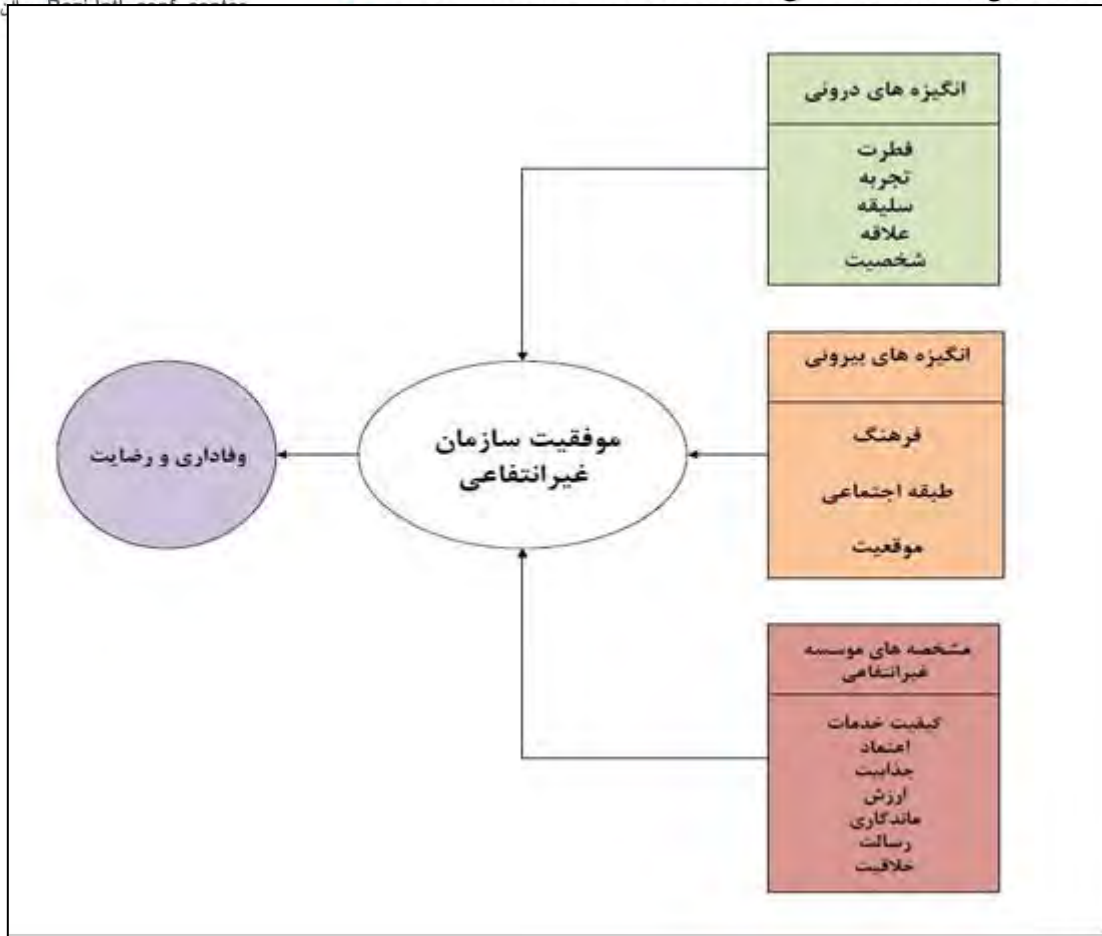 انگیزه های درونی
فطرت
تجربه
سلیقه
علاقه
شخصیت
انگیزه های بیرونی
فرهنگ
طبقه اجتماعی
موقعیت
مشخصه های موسسه
غیرانتفاعی
کیفیت خدمات
اعتماد
جذابیت
ارزش
ماندگاری
رسالت
خلاقیت
موفقیت سازمان
غیرانتفاعی
وفاداری و رضایت